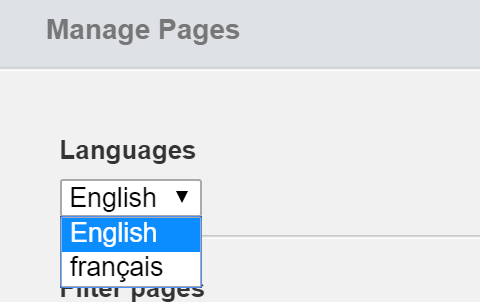 Manage Pages
Languages
English ▼
English
français
Filter pages